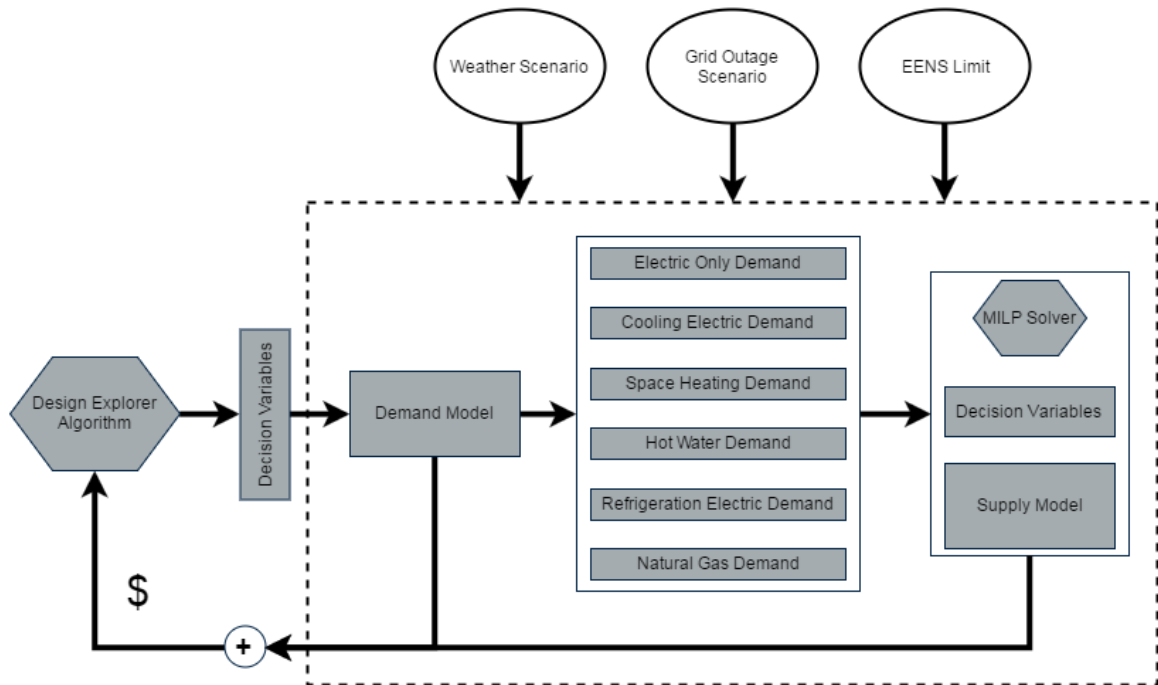 Weather Scenario
Grid Outage
Scenario
EENS Limit
Electric Only Demand
Cooling Electric Demand
Space Heating Demand
Hot Water Demand
Refrigeration Electric Demand
Natural Gas Demand
MILP Solver
Decision Variables
Supply Model
Design Explorer
Algorithm
Decision Variables
Demand Model
$
+